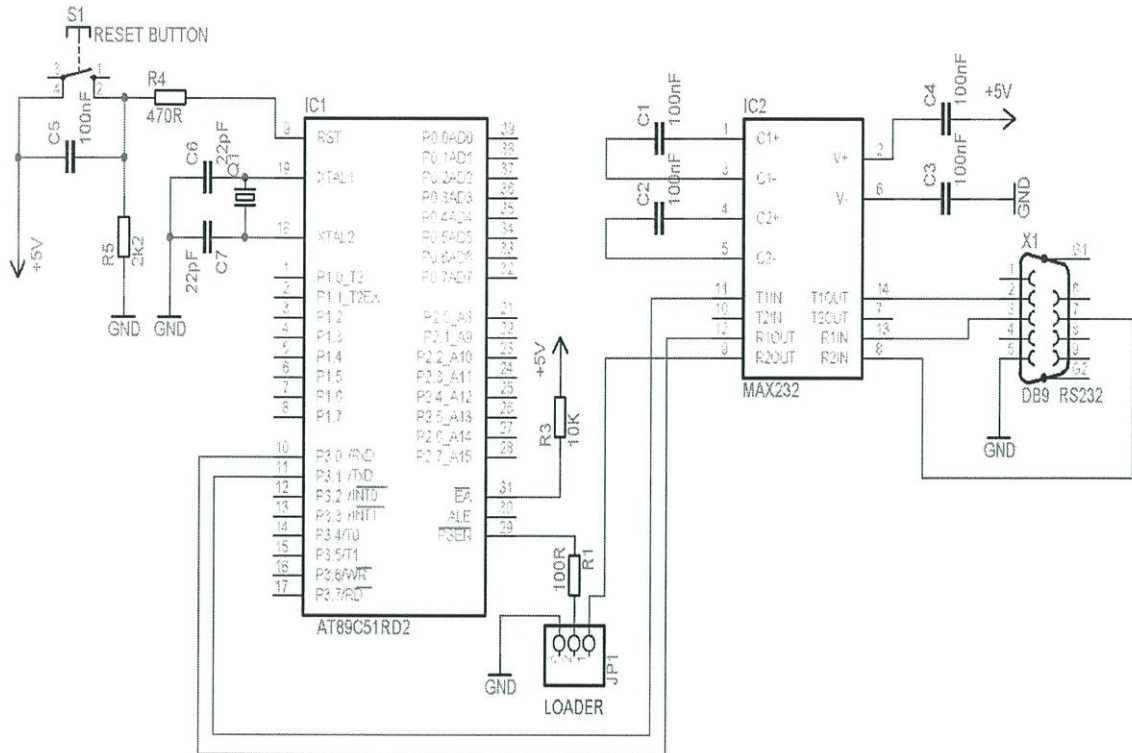 S1
RESET BUTTON
3
4
1
2
R4
470R
C5
100nF
+5V
R5
2k2
GND
C6
22pF
Q1
C7
22pF
GND
IC1
9 RST
19 XTAL1
18 XTAL2
1 P1.0_T2
2 P1.1_T2EX
3 P1.2
4 P1.3
5 P1.4
6 P1.5
7 P1.6
8 P1.7
10 P3.0/RXD
11 P3.1/TXD
12 P3.2/INT0
13 P3.3/INT1
14 P3.4/T0
15 P3.5/T1
16 P3.6/WR
17 P3.7/RD
P0.0AD0 39
P0.1AD1 38
P0.2AD2 37
P0.3AD3 36
P0.4AD4 35
P0.5AD5 34
P0.6AD6 33
P0.7AD7 32
P2.0_A8 21
P2.1_A9 22
P2.2_A10 23
P2.3_A11 24
P2.4_A12 25
P2.5_A13 26
P2.6_A14 27
P2.7_A15 28
EA 31
ALE 30
PSEN 29
AT89C51RD2
+5V
R3
10K
100R
R1
GND
1
JP1
LOADER
C1
100nF
C2
100nF
IC2
1 C1+
3 C1-
4 C2+
5 C2-
11 T1IN
10 T2IN
12 R1OUT
9 R2OUT
V+ 2
V- 6
T1OUT 14
T2OUT 7
R1IN 13
R2IN 8
MAX232
C4
100nF
+5V
C3
100nF
GND
X1
G1
1
2
3
4
5
6
7
8
9
G2
DB9 RS232
GND